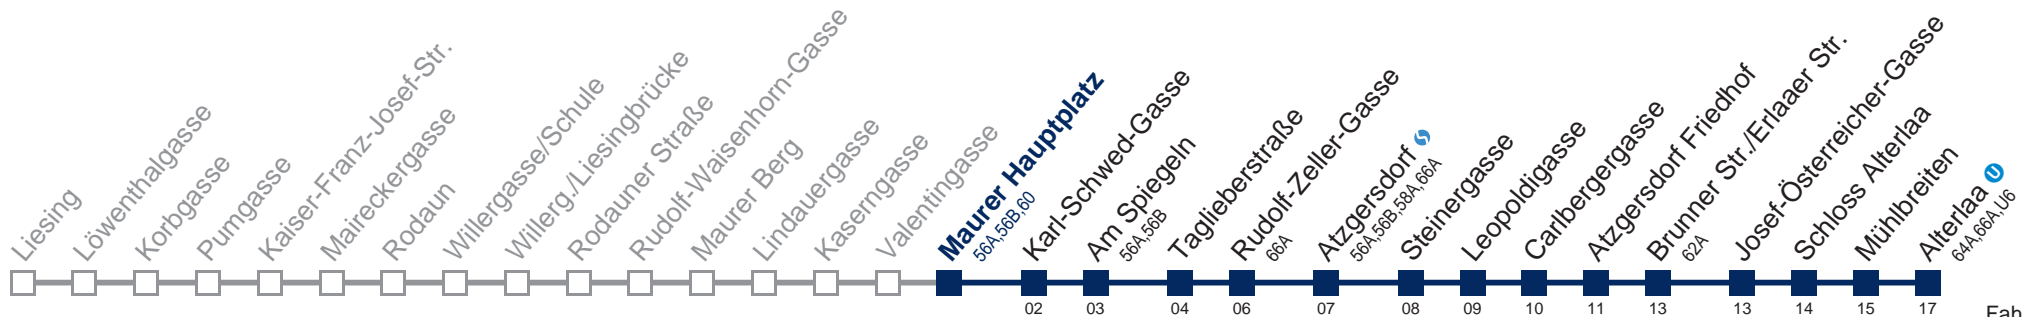 Liesing
Löwenthalgasse
Korbgasse
Pumgasse
Kaiser-Franz-Josef-Str.
Maireckergasse
Rodaun
Willergasse/Schule
Willerg./Liesingbrücke
Rodauner Straße
Rudolf-Waisenhorn-Gasse
Maurer Berg
Lindauergasse
Kaserngasse
Valentingasse
Maurer Hauptplatz
56A,56B,60
Karl-Schwed-Gasse
Am Spiegeln
56A,56B
Taglieberstraße
Rudolf-Zeller-Gasse
66A
Atzgersdorf S
56A,56B,58A,66A
Steinergasse
Leopoldigasse
Carlbergergasse
Atzgersdorf Friedhof
Brunner Str./Erlaaer Str.
62A
Josef-Österreicher-Gasse
Schloss Alterlaa
Mühlbreiten
Alterlaa U
64A,66A,U6
02 03 04 06 07 08 09 10 11 13 13 14 15 17
Fah